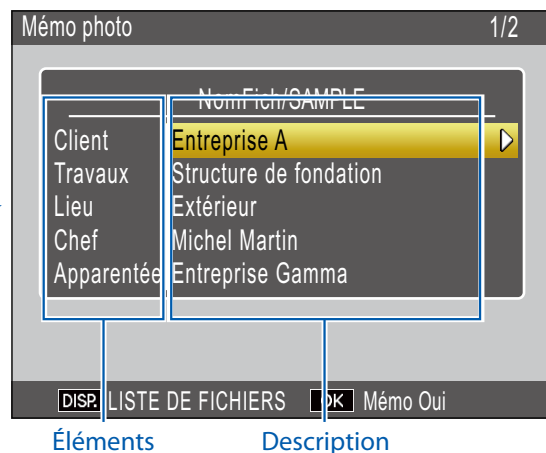 Mémo photo 1/2
NomFich/SAMPLE
Client Entreprise A
Travaux Structure de fondation
Lieu Extérieur
Chef Michel Martin
Apparentée Entreprise Gamma
DISP. LISTE DE FICHIERS OK Mémo Oui
Éléments Description